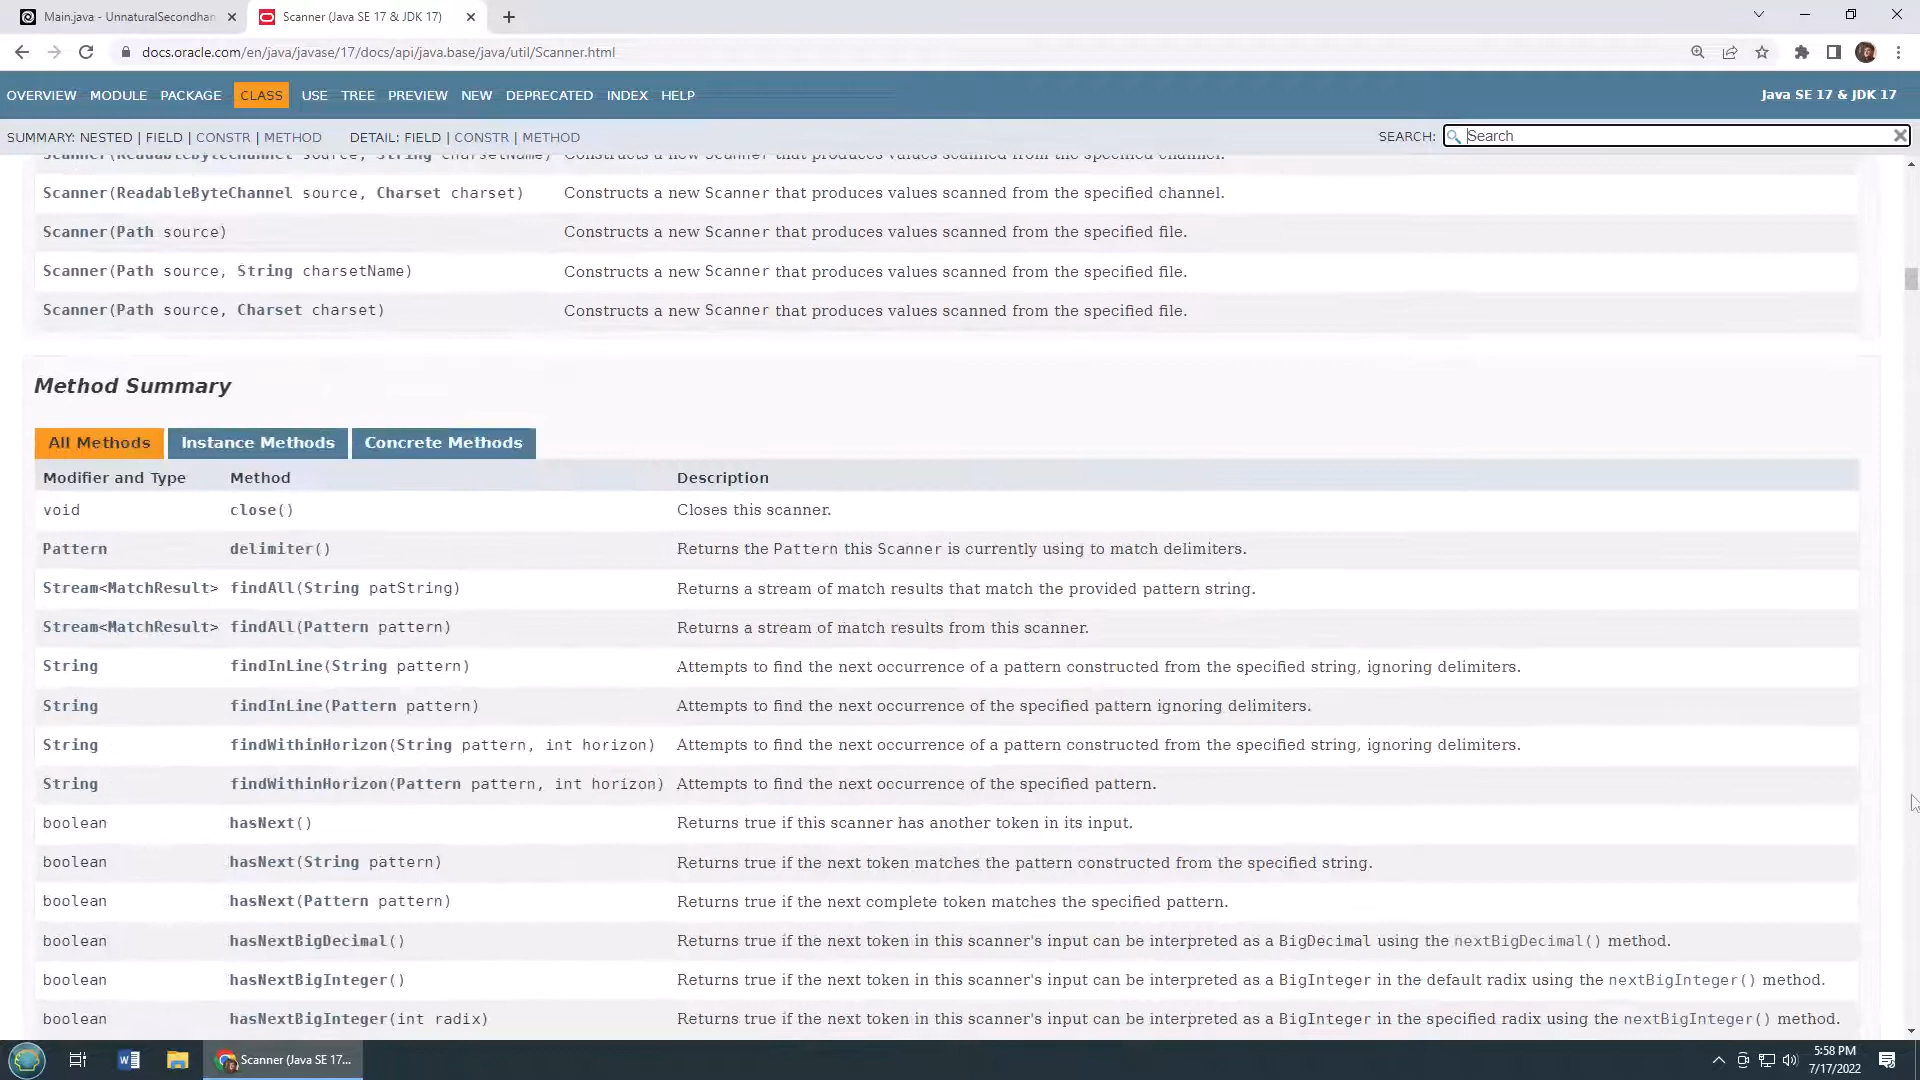 Main.java - UnnaturalSecondhan
Scanner (Java SE 17 & JDK 17)
docs.oracle.com/en/java/javase/17/docs/api/java.base/java/util/Scanner.html
OVERVIEW MODULE PACKAGE CLASS USE TREE PREVIEW NEW DEPRECATED INDEX HELP
Java SE 17 & JDK 17
SUMMARY: NESTED | FIELD | CONSTR | METHOD DETAIL: FIELD | CONSTR | METHOD
SEARCH: Search
Scanner(ReadableByteChannel source, String charsetName) Constructs a new Scanner that produces values scanned from the specified channel.
Scanner(ReadableByteChannel source, Charset charset) Constructs a new Scanner that produces values scanned from the specified channel.
Scanner(Path source) Constructs a new Scanner that produces values scanned from the specified file.
Scanner(Path source, String charsetName) Constructs a new Scanner that produces values scanned from the specified file.
Scanner(Path source, Charset charset) Constructs a new Scanner that produces values scanned from the specified file.
Method Summary
All Methods Instance Methods Concrete Methods
Modifier and Type Method Description
void close() Closes this scanner.
Pattern delimiter() Returns the Pattern this Scanner is currently using to match delimiters.
Stream<MatchResult> findAll(String patString) Returns a stream of match results that match the provided pattern string.
Stream<MatchResult> findAll(Pattern pattern) Returns a stream of match results from this scanner.
String findInLine(String pattern) Attempts to find the next occurrence of a pattern constructed from the specified string, ignoring delimiters.
String findInLine(Pattern pattern) Attempts to find the next occurrence of the specified pattern ignoring delimiters.
String findWithinHorizon(String pattern, int horizon) Attempts to find the next occurrence of a pattern constructed from the specified string, ignoring delimiters.
String findWithinHorizon(Pattern pattern, int horizon) Attempts to find the next occurrence of the specified pattern.
boolean hasNext() Returns true if this scanner has another token in its input.
boolean hasNext(String pattern) Returns true if the next token matches the pattern constructed from the specified string.
boolean hasNext(Pattern pattern) Returns true if the next complete token matches the specified pattern.
boolean hasNextBigDecimal() Returns true if the next token in this scanner's input can be interpreted as a BigDecimal using the nextBigDecimal() method.
boolean hasNextBigInteger() Returns true if the next token in this scanner's input can be interpreted as a BigInteger in the default radix using the nextBigInteger() method.
boolean hasNextBigInteger(int radix) Returns true if the next token in this scanner's input can be interpreted as a BigInteger in the specified radix using the nextBigInteger() method.
Scanner (Java SE 17...
5:58 PM
7/17/2022